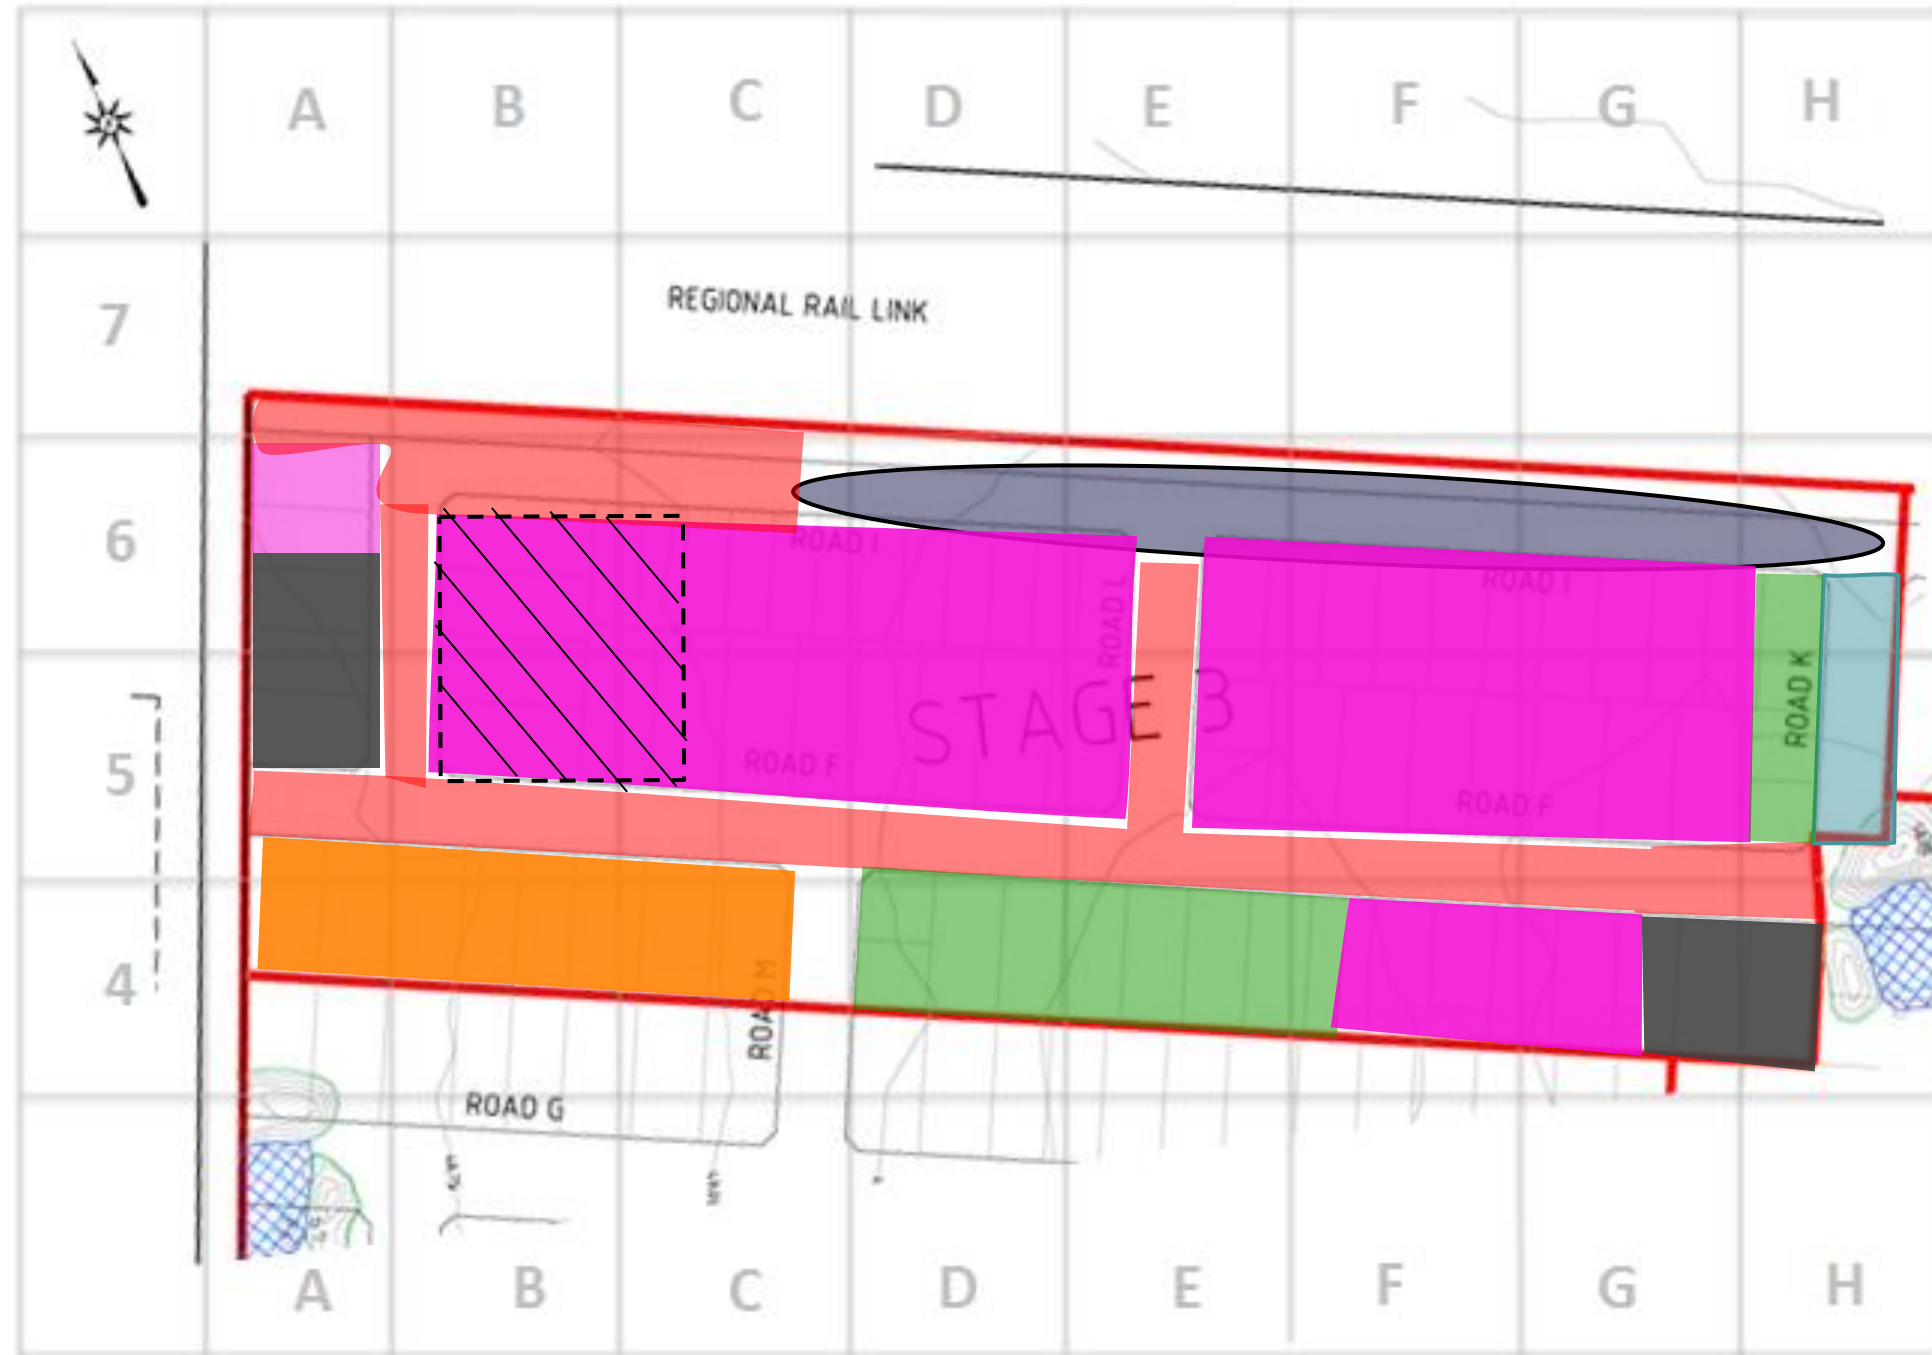 A B C D E F G H
7
REGIONAL RAIL LINK
6
ROAD I
ROAD I
ROAD L
STAGE 3
ROAD K
5
ROAD F
ROAD F
4
ROAD M
ROAD G
A B C D E F G H